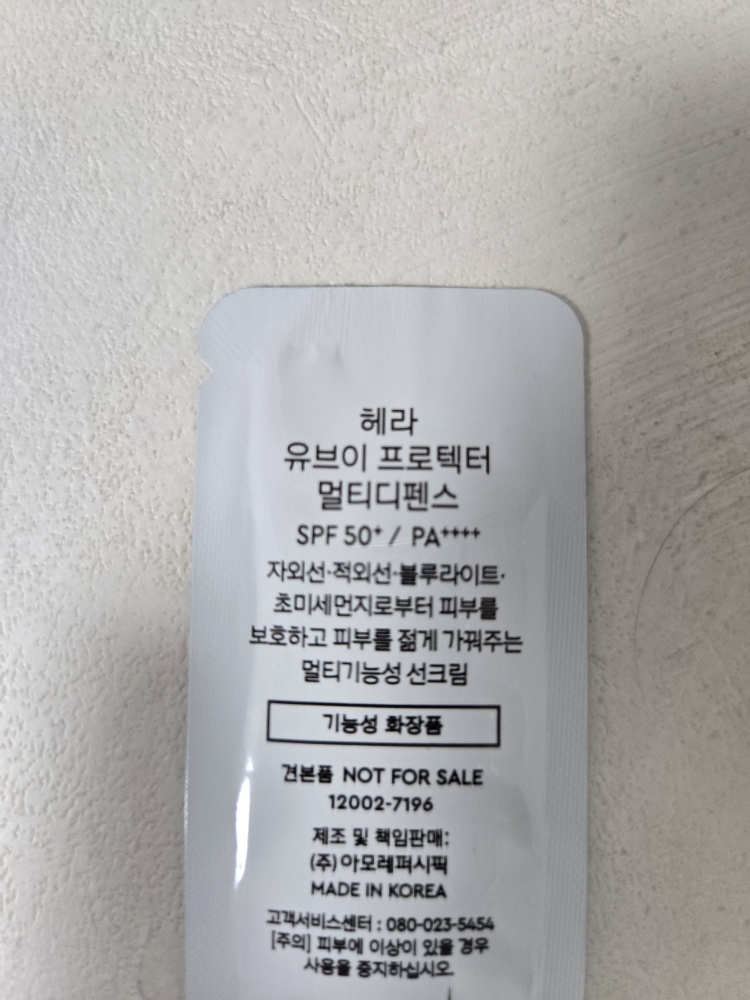 헤라
유브이 프로텍터
멀티디펜스
SPF 50⁺ / PA⁺⁺⁺⁺
자외선·적외선·블루라이트·
초미세먼지로부터 피부를
보호하고 피부를 젊게 가꿔주는
멀티기능성 선크림
기능성 화장품
견본품 NOT FOR SALE
12002-7196
제조 및 책임판매:
(주)아모레퍼시픽
MADE IN KOREA
고객서비스센터 : 080-023-5454
[주의] 피부에 이상이 있을 경우
사용을 중지하십시오.